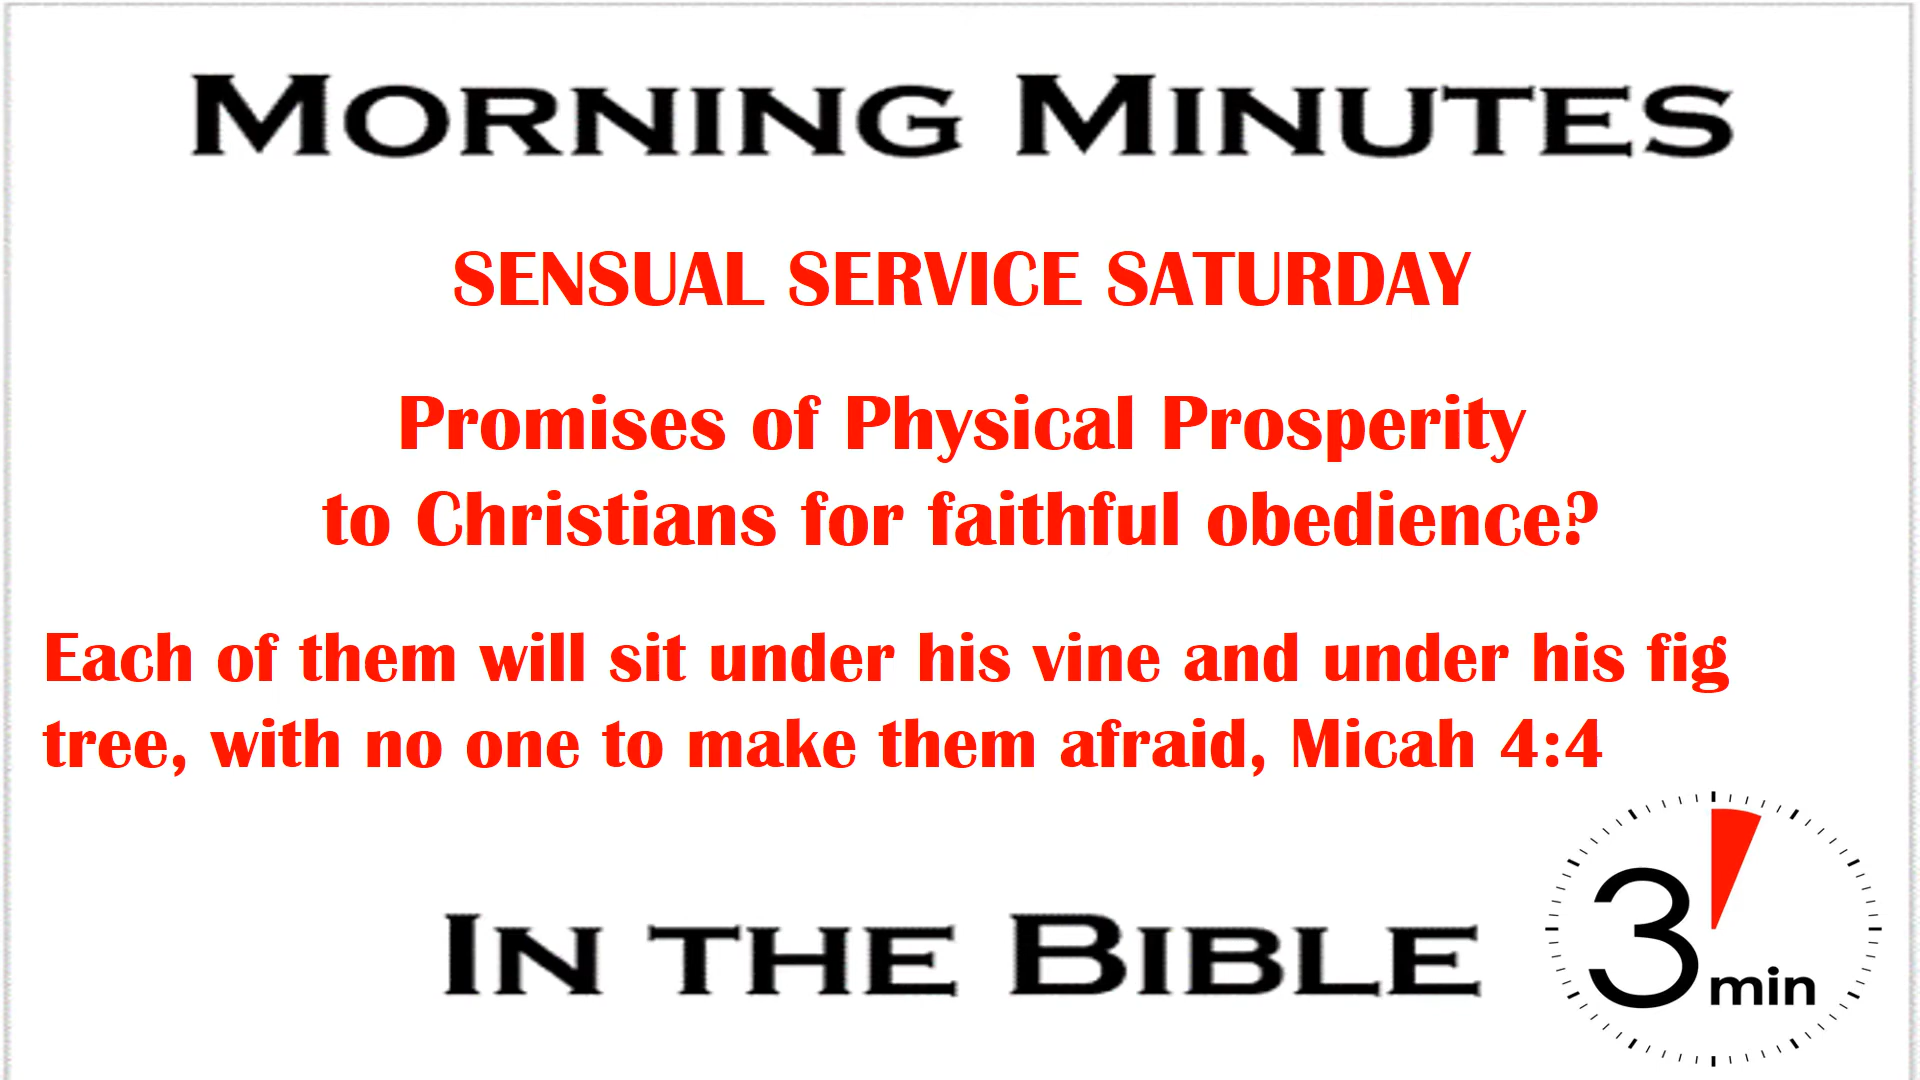 MORNING MINUTES
SENSUAL SERVICE SATURDAY
Promises of Physical Prosperity
to Christians for faithful obedience?
Each of them will sit under his vine and under his fig
tree, with no one to make them afraid, Micah 4:4
IN THE BIBLE
3 min